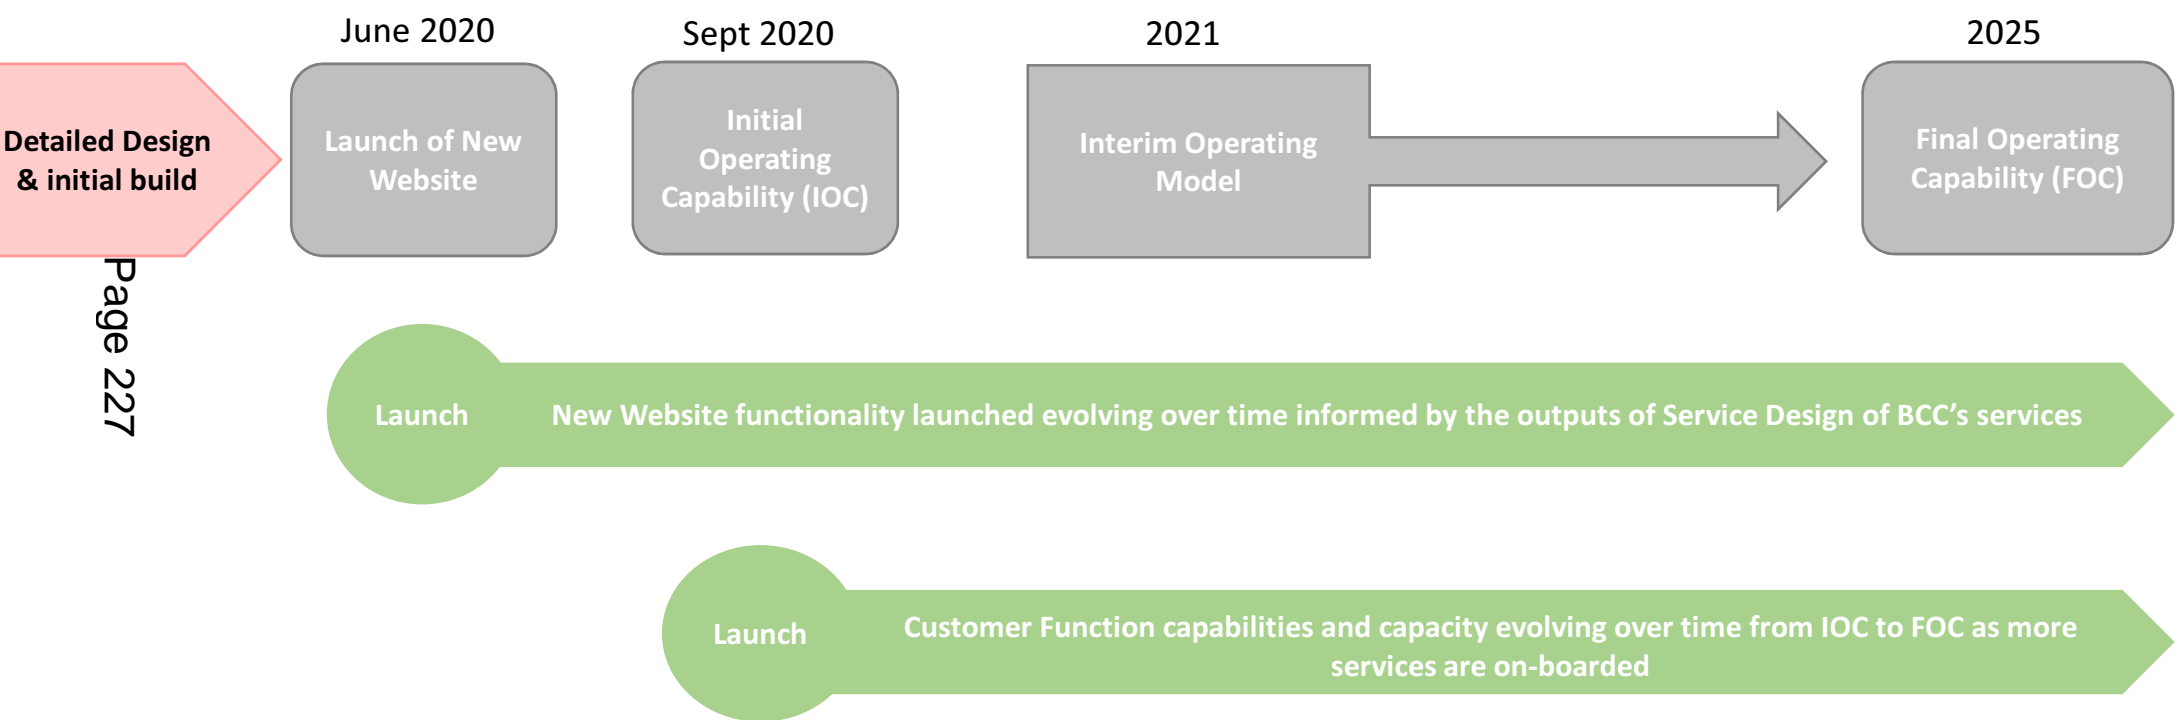 June 2020
Sept 2020
2021
2025
Detailed Design
& initial build
Launch of New
Website
Initial
Operating
Capability (IOC)
Interim Operating
Model
Final Operating
Capability (FOC)
Page 227
Launch
New Website functionality launched evolving over time informed by the outputs of Service Design of BCC’s services
Launch
Customer Function capabilities and capacity evolving over time from IOC to FOC as more
services are on-boarded